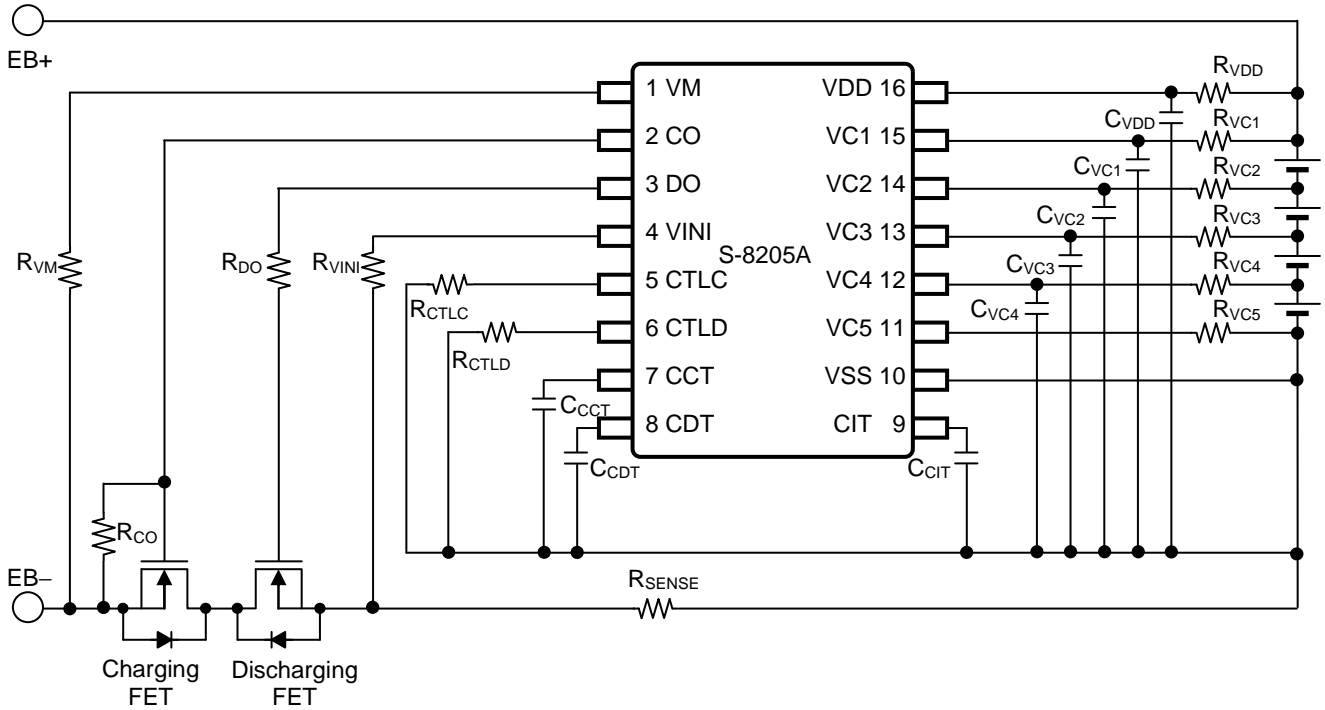 EB+
1 VM
2 CO
3 DO
4 VINI
5 CTLC
6 CTLD
7 CCT
8 CDT
S-8205A
VDD 16
VC1 15
VC2 14
VC3 13
VC4 12
VC5 11
VSS 10
CIT 9
RVDD
RVC1
RVC2
RVC3
RVC4
RVC5
CVDD
CVC1
CVC2
CVC3
CVC4
RVM
RDO
RVINI
RCTLC
RCTLD
CCCT
CCDT
CCIT
RCO
EB−
RSENSE
Charging
FET
Discharging
FET